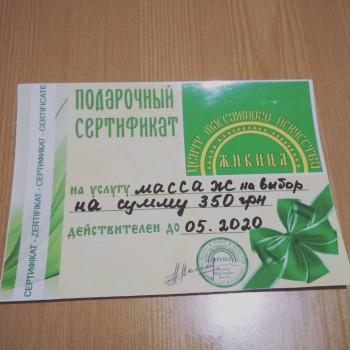 ПОДАРОЧНЫЙ
СЕРТИФИКАТ
ЦЕНТР МАССАЖНОГО ИСКУССТВА
ЖИВИЦА
на услугу массаж на выбор
на сумму 350 грн
действителен до 05.2020
СЕРТИФИКАТ - ZERTIFIKAT - СЕРТИФИКАТ - CERTIFICATE